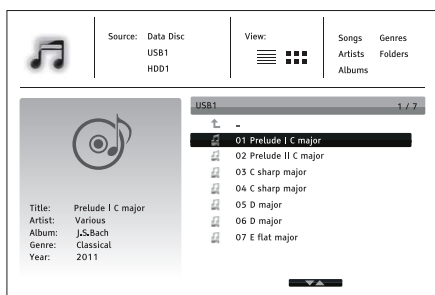 Source: Data Disc
USB1
HDD1
View:
Songs Genres
Artists Folders
Albums
Title: Prelude I C major
Artist: Various
Album: J.S.Bach
Genre: Classical
Year: 2011
USB1 1 / 7
..
01 Prelude I C major
02 Prelude II C major
03 C sharp major
04 C sharp major
05 D major
06 D major
07 E flat major